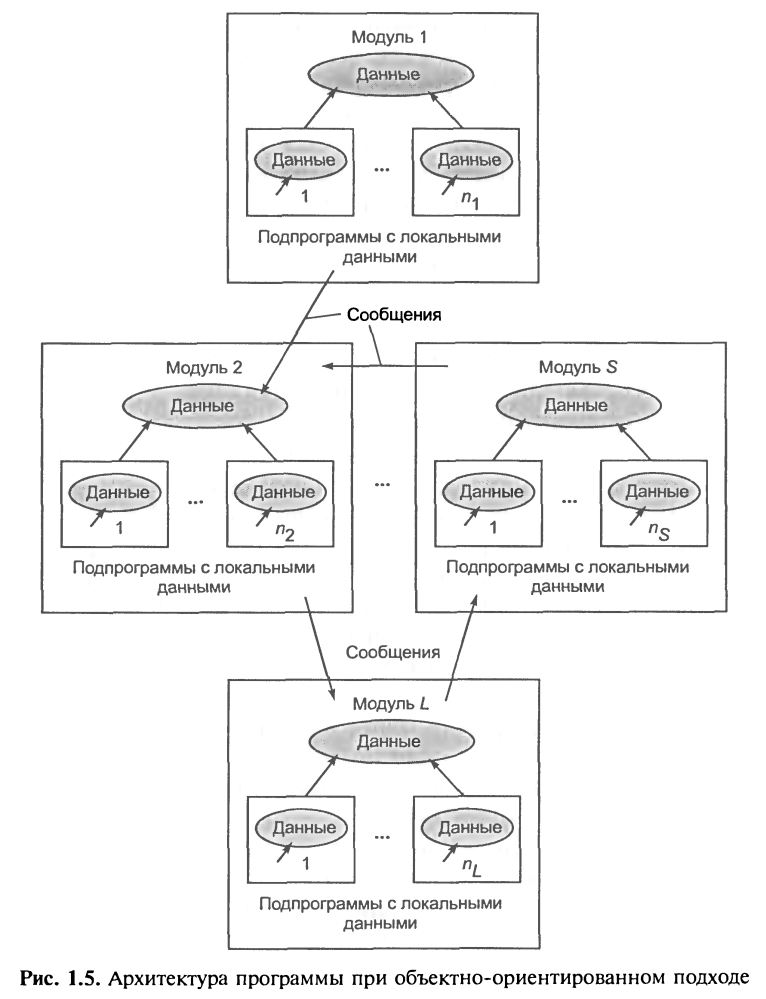 Модуль 1
Данные
Данные
...
Данные
1
n1
Подпрограммы с локальными
данными
Сообщения
Модуль 2
Данные
Данные
...
Данные
1
n2
Подпрограммы с локальными
данными
...
Модуль S
Данные
Данные
...
Данные
1
nS
Подпрограммы с локальными
данными
Сообщения
Модуль L
Данные
Данные
...
Данные
1
nL
Подпрограммы с локальными
данными
Рис. 1.5. Архитектура программы при объектно-ориентированном подходе